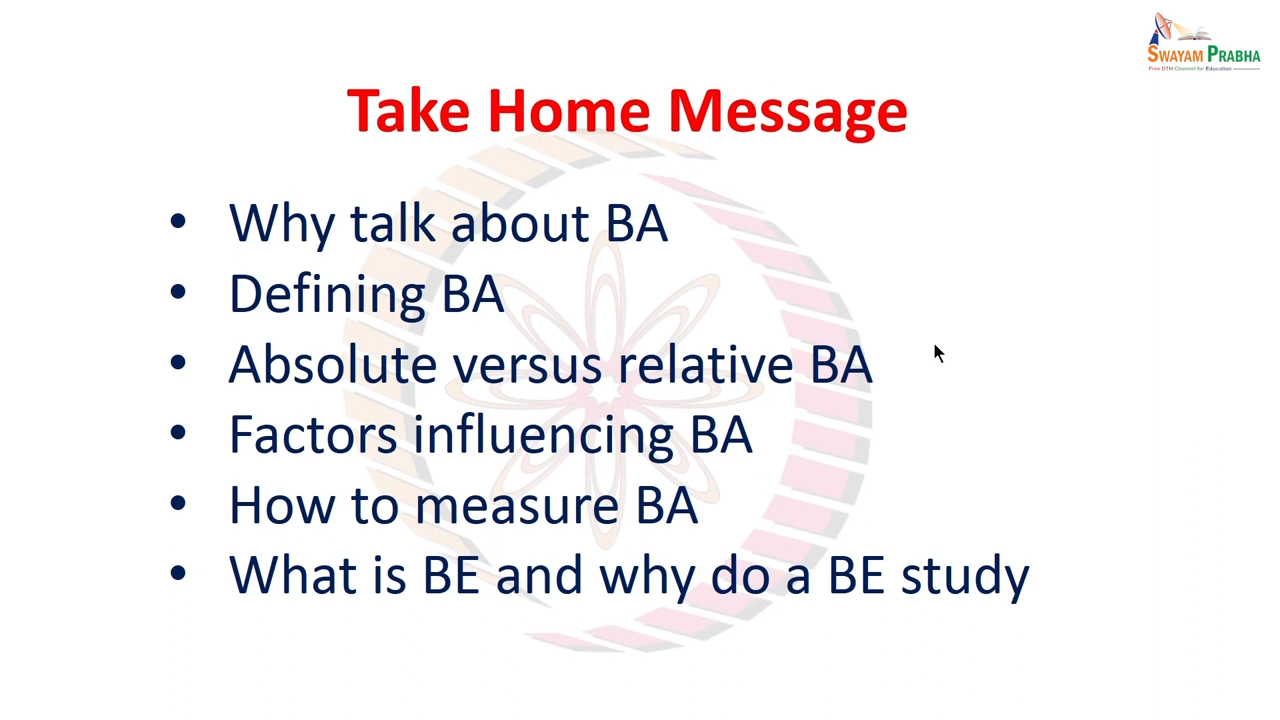 SWAYAM PRABHA
Free DTH Channel for Education
Take Home Message
• Why talk about BA
• Defining BA
• Absolute versus relative BA
• Factors influencing BA
• How to measure BA
• What is BE and why do a BE study